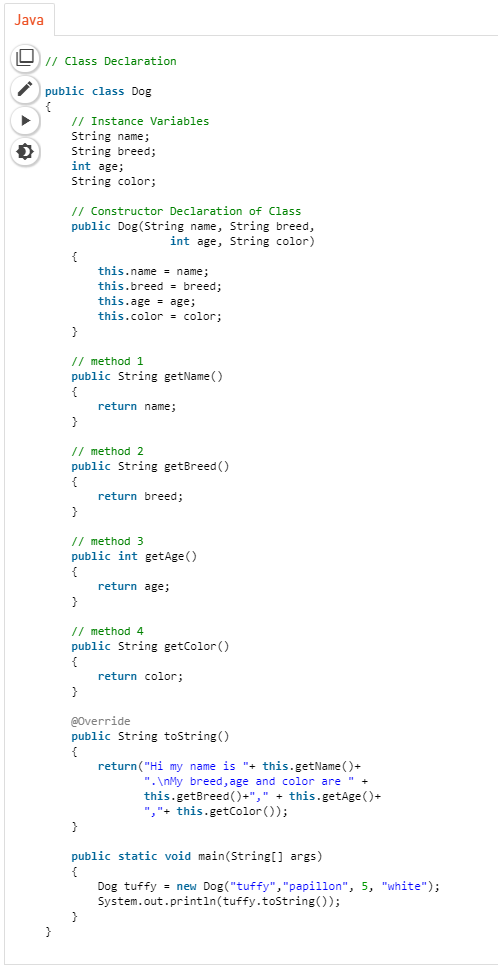 Java
// Class Declaration
public class Dog
{
    // Instance Variables
    String name;
    String breed;
    int age;
    String color;
    // Constructor Declaration of Class
    public Dog(String name, String breed,
                   int age, String color)
    {
        this.name = name;
        this.breed = breed;
        this.age = age;
        this.color = color;
    }
    // method 1
    public String getName()
    {
        return name;
    }
    // method 2
    public String getBreed()
    {
        return breed;
    }
    // method 3
    public int getAge()
    {
        return age;
    }
    // method 4
    public String getColor()
    {
        return color;
    }
    @Override
    public String toString()
    {
        return("Hi my name is "+ this.getName()+
               ".\nMy breed,age and color are " +
               this.getBreed()+"," + this.getAge()+
               ","+ this.getColor());
    }
    public static void main(String[] args)
    {
        Dog tuffy = new Dog("tuffy","papillon", 5, "white");
        System.out.println(tuffy.toString());
    }
}